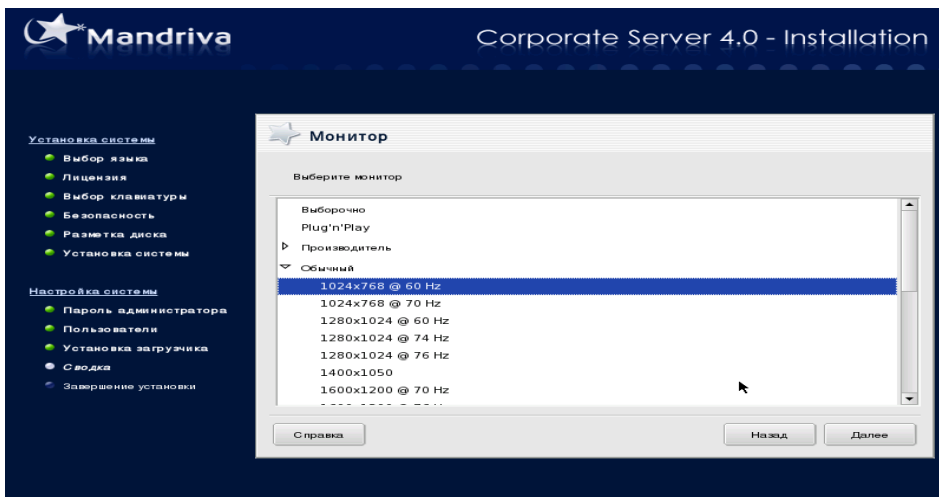 Mandriva
Corporate Server 4.0 - Installation
Установка системы
Выбор языка
Лицензия
Выбор клавиатуры
Безопасность
Разметка диска
Установка системы
Настройка системы
Пароль администратора
Пользователи
Установка загрузчика
Сводка
Завершение установки
Монитор
Выберите монитор
Выборочно
Plug'n'Play
Производитель
Обычный
1024x768 @ 60 Hz
1024x768 @ 70 Hz
1280x1024 @ 60 Hz
1280x1024 @ 74 Hz
1280x1024 @ 76 Hz
1400x1050
1600x1200 @ 70 Hz
Справка
Назад
Далее